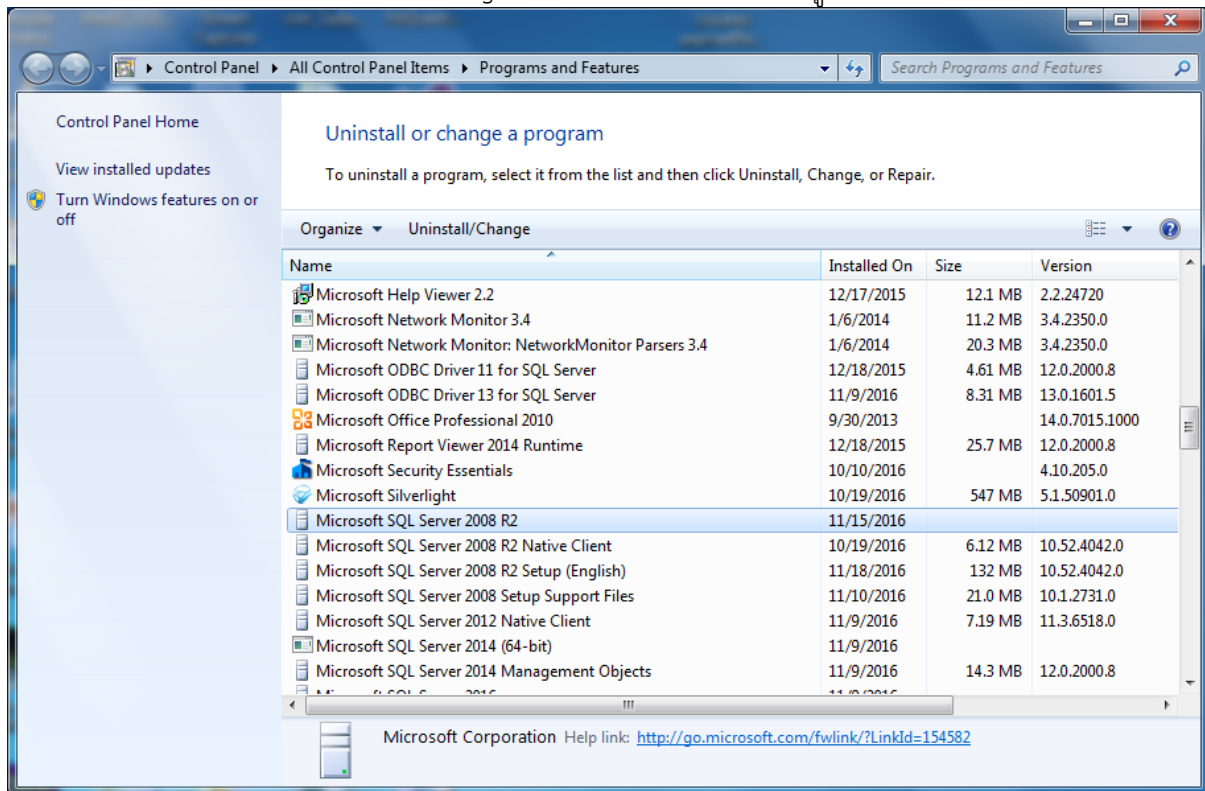 Control Panel ▸ All Control Panel Items ▸ Programs and Features
Search Programs and Features
Control Panel Home
View installed updates
Turn Windows features on or
off
Uninstall or change a program
To uninstall a program, select it from the list and then click Uninstall, Change, or Repair.
Organize Uninstall/Change
Name Installed On Size Version
Microsoft Help Viewer 2.2 12/17/2015 12.1 MB 2.2.24720
Microsoft Network Monitor 3.4 1/6/2014 11.2 MB 3.4.2350.0
Microsoft Network Monitor: NetworkMonitor Parsers 3.4 1/6/2014 20.3 MB 3.4.2350.0
Microsoft ODBC Driver 11 for SQL Server 12/18/2015 4.61 MB 12.0.2000.8
Microsoft ODBC Driver 13 for SQL Server 11/9/2016 8.31 MB 13.0.1601.5
Microsoft Office Professional 2010 9/30/2013 14.0.7015.1000
Microsoft Report Viewer 2014 Runtime 12/18/2015 25.7 MB 12.0.2000.8
Microsoft Security Essentials 10/10/2016 4.10.205.0
Microsoft Silverlight 10/19/2016 547 MB 5.1.50901.0
Microsoft SQL Server 2008 R2 11/15/2016
Microsoft SQL Server 2008 R2 Native Client 10/19/2016 6.12 MB 10.52.4042.0
Microsoft SQL Server 2008 R2 Setup (English) 11/18/2016 132 MB 10.52.4042.0
Microsoft SQL Server 2008 Setup Support Files 11/10/2016 21.0 MB 10.1.2731.0
Microsoft SQL Server 2012 Native Client 11/9/2016 7.19 MB 11.3.6518.0
Microsoft SQL Server 2014 (64-bit) 11/9/2016
Microsoft SQL Server 2014 Management Objects 11/9/2016 14.3 MB 12.0.2000.8
Microsoft Corporation Help link: http://go.microsoft.com/fwlink/?LinkId=154582